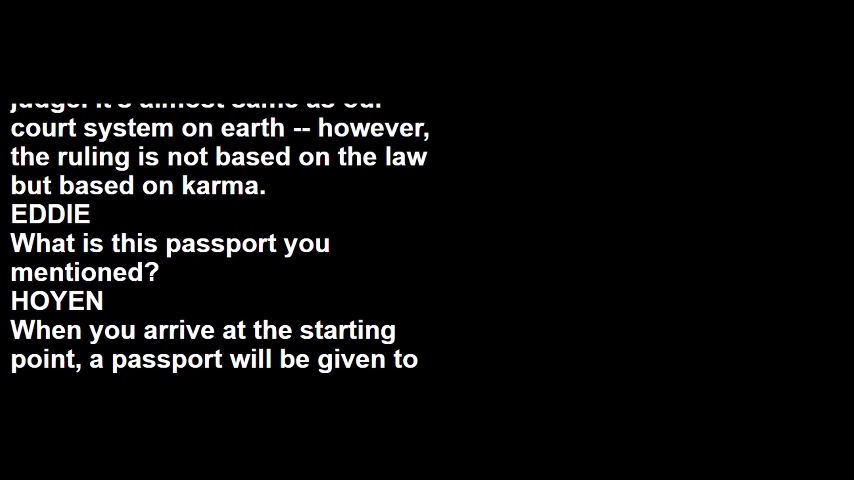 judge. It's almost same as our
court system on earth -- however,
the ruling is not based on the law
but based on karma.
EDDIE
What is this passport you
mentioned?
HOYEN
When you arrive at the starting
point, a passport will be given to